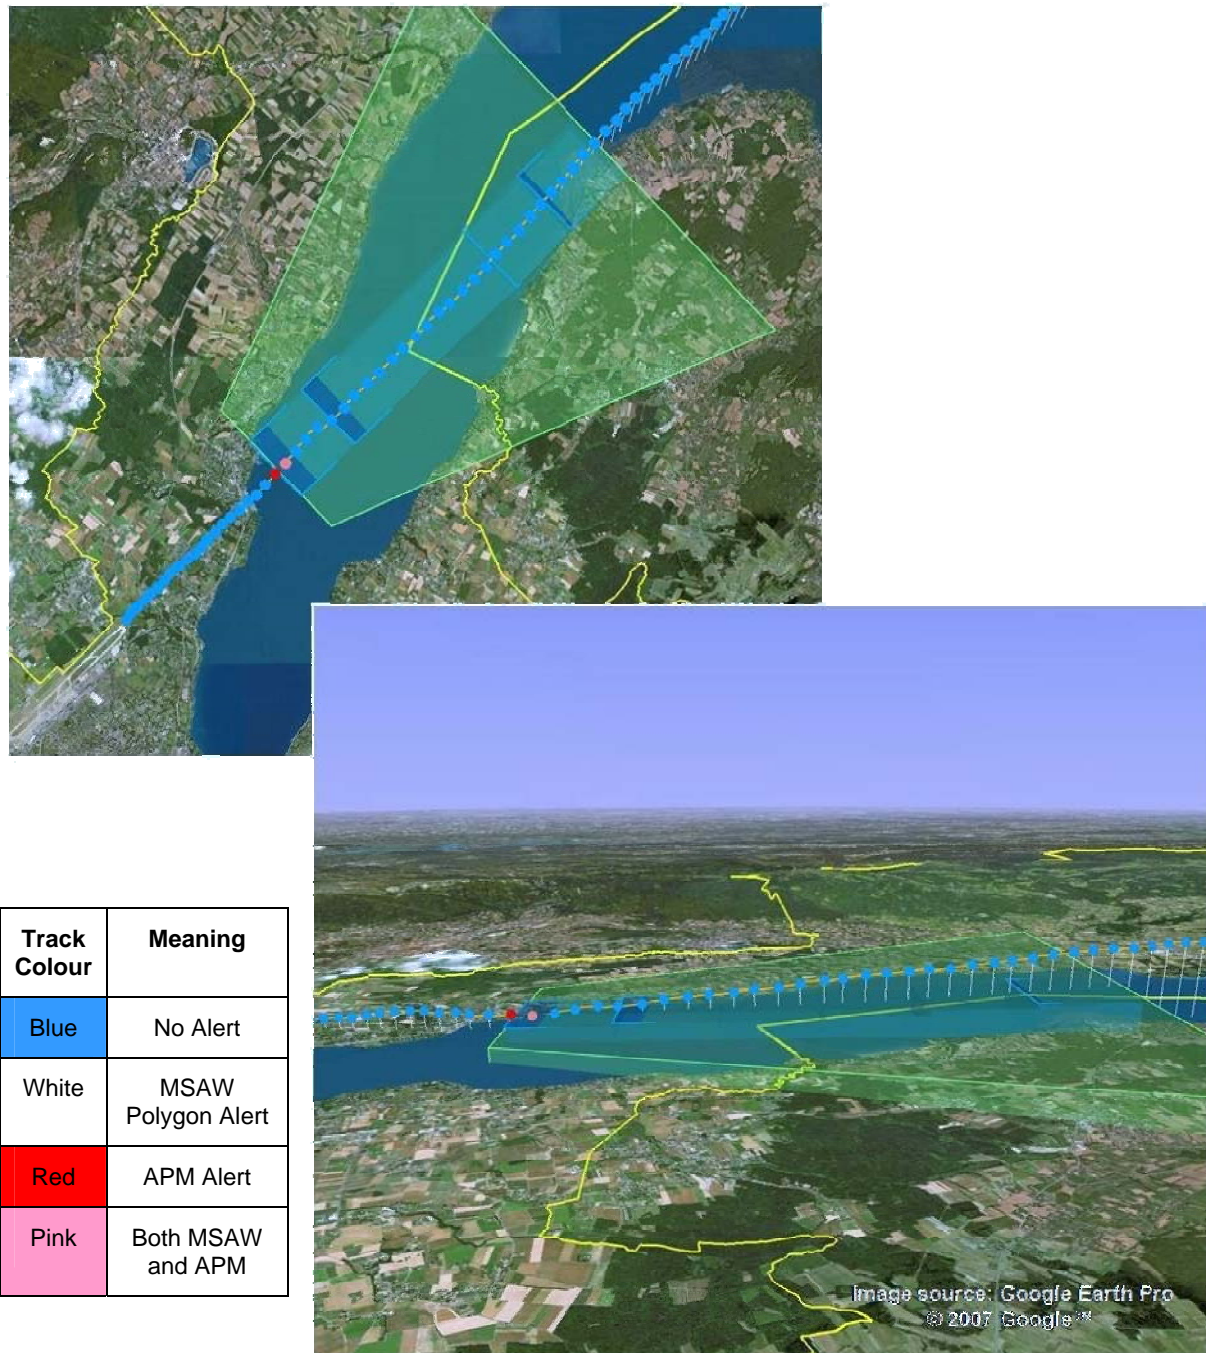 Track Meaning
Colour
Blue No Alert
White MSAW
Polygon Alert
Red APM Alert
Pink Both MSAW
and APM
Image source: Google Earth Pro
© 2007 Google™